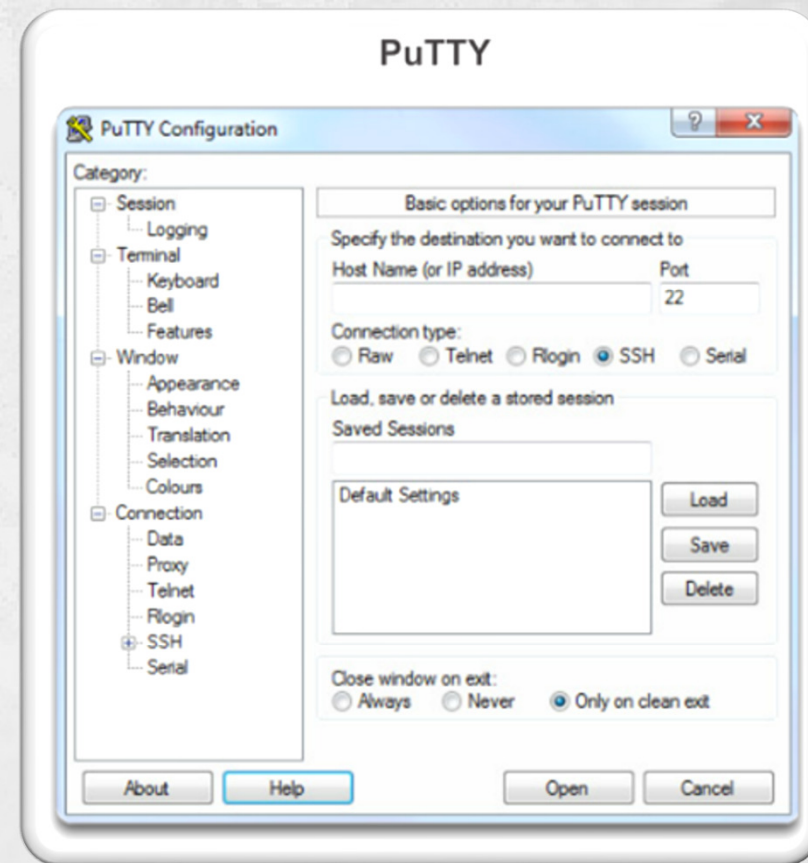 PuTTY
PuTTY Configuration
?
X
Category:
Session
Logging
Terminal
Keyboard
Bell
Features
Window
Appearance
Behaviour
Translation
Selection
Colours
Connection
Data
Proxy
Telnet
Rlogin
SSH
Serial
Basic options for your PuTTY session
Specify the destination you want to connect to
Host Name (or IP address) Port
22
Connection type:
Raw Telnet Rlogin SSH Serial
Load, save or delete a stored session
Saved Sessions
Default Settings
Load
Save
Delete
Close window on exit:
Always Never Only on clean exit
About Help Open Cancel